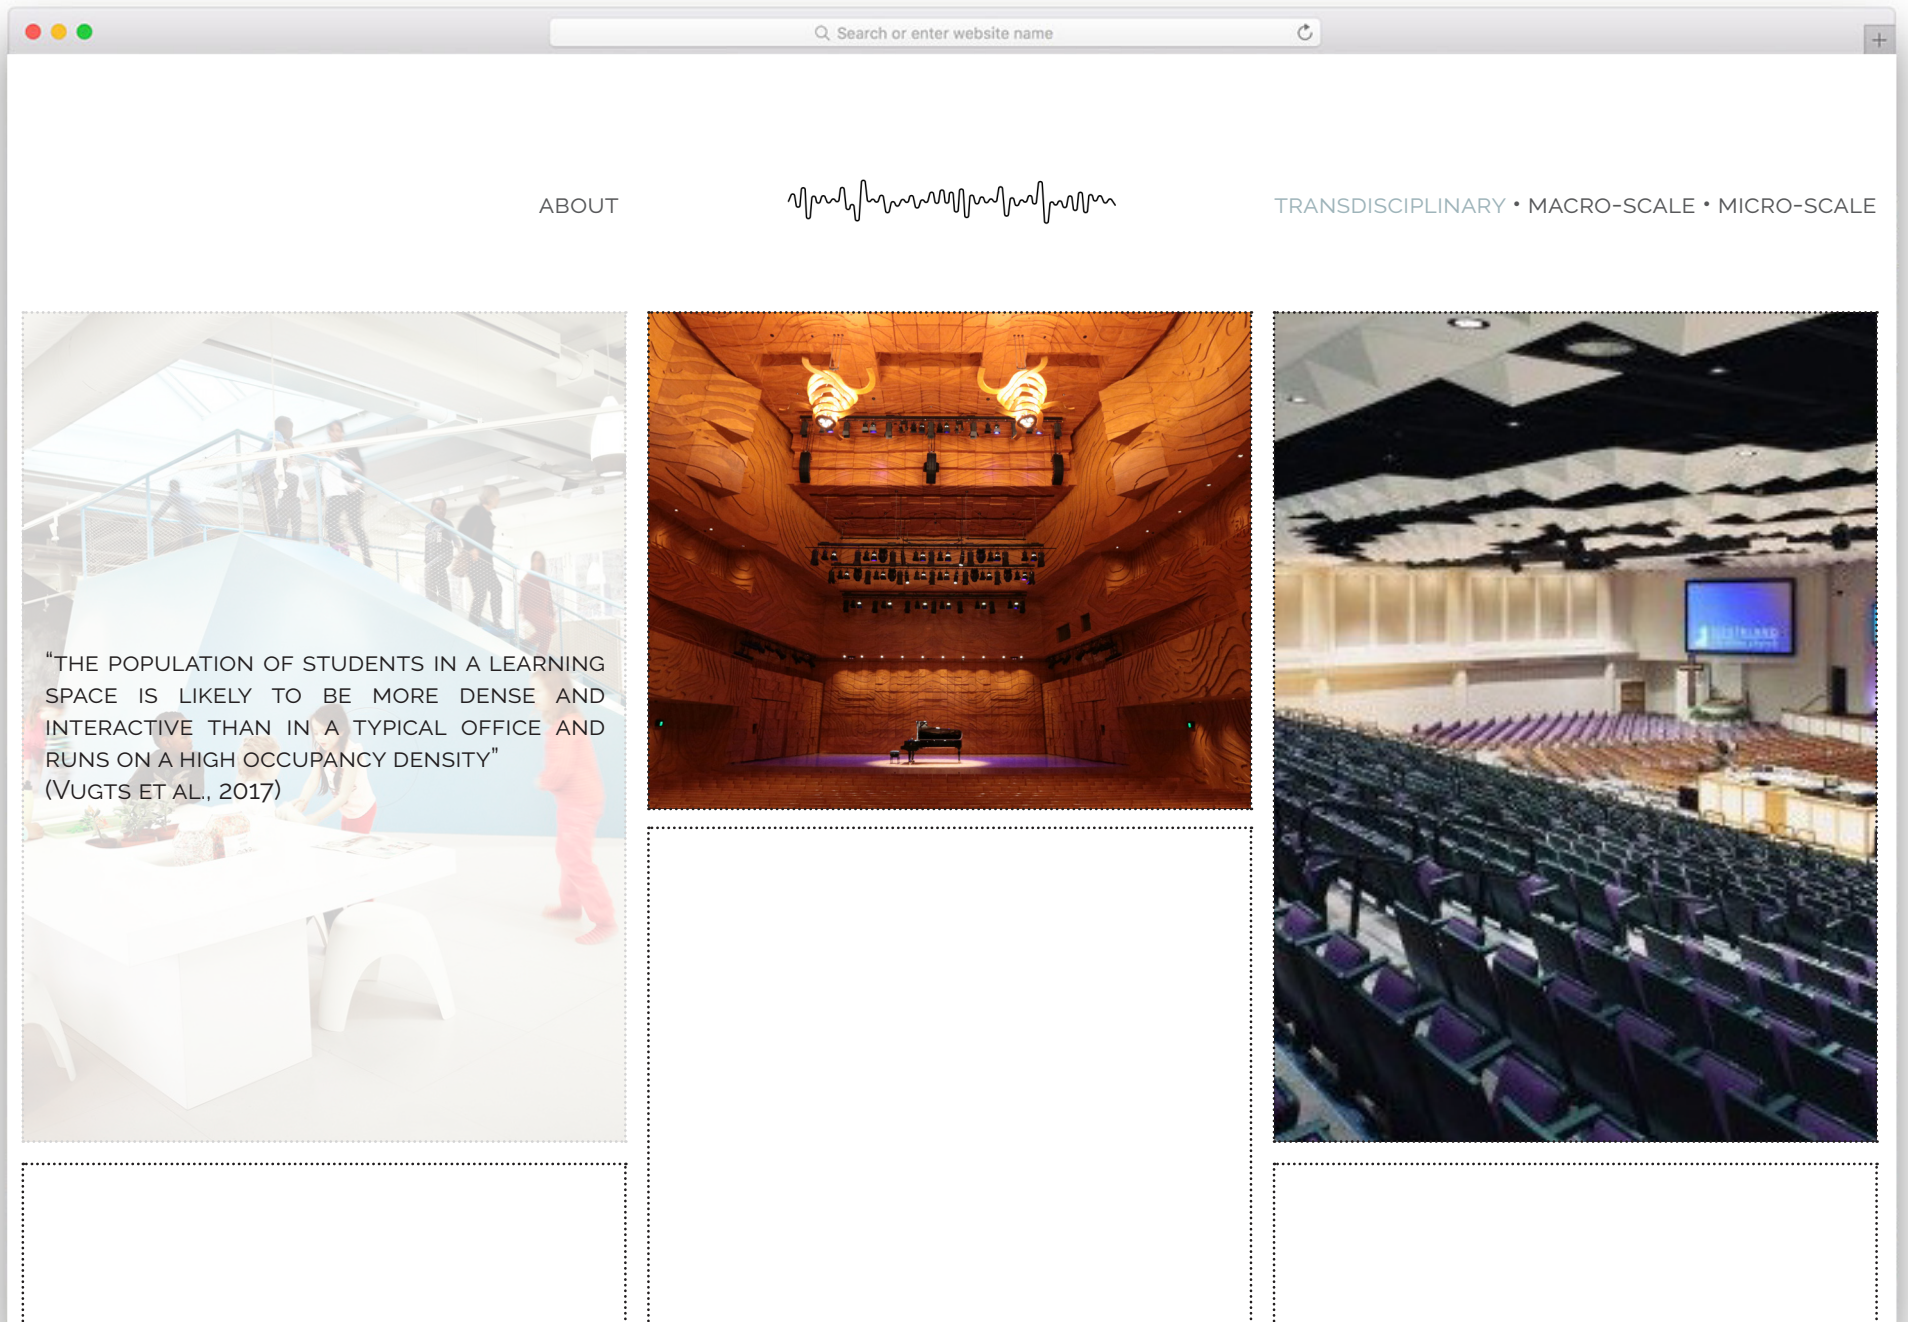 Search or enter website name
ABOUT
TRANSDISCIPLINARY • MACRO-SCALE • MICRO-SCALE
“THE POPULATION OF STUDENTS IN A LEARNING
SPACE IS LIKELY TO BE MORE DENSE AND
INTERACTIVE THAN IN A TYPICAL OFFICE AND
RUNS ON A HIGH OCCUPANCY DENSITY”
(VUGTS ET AL., 2017)